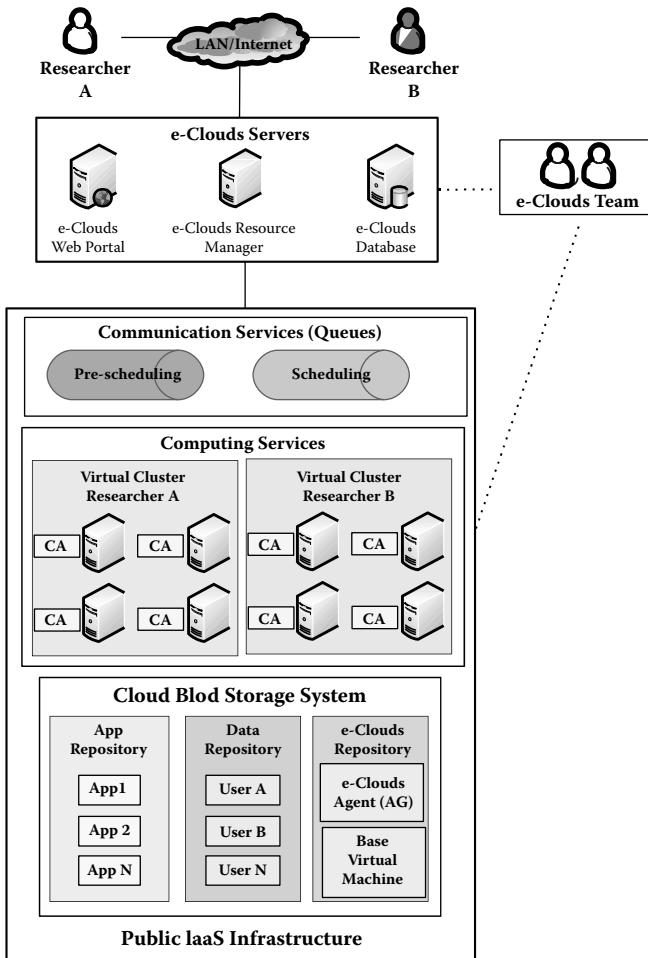 LAN/Internet
Researcher
A
Researcher
B
e-Clouds Servers
e-Clouds
Web Portal
e-Clouds Resource
Manager
e-Clouds
Database
e-Clouds Team
Communication Services (Queues)
Pre-scheduling
Scheduling
Computing Services
Virtual Cluster
Researcher A
CA
CA
CA
CA
Virtual Cluster
Researcher B
CA
CA
CA
CA
Cloud Blod Storage System
App
Repository
App1
App 2
App N
Data
Repository
User A
User B
User N
e-Clouds
Repository
e-Clouds
Agent (AG)
Base
Virtual
Machine
Public laaS Infrastructure